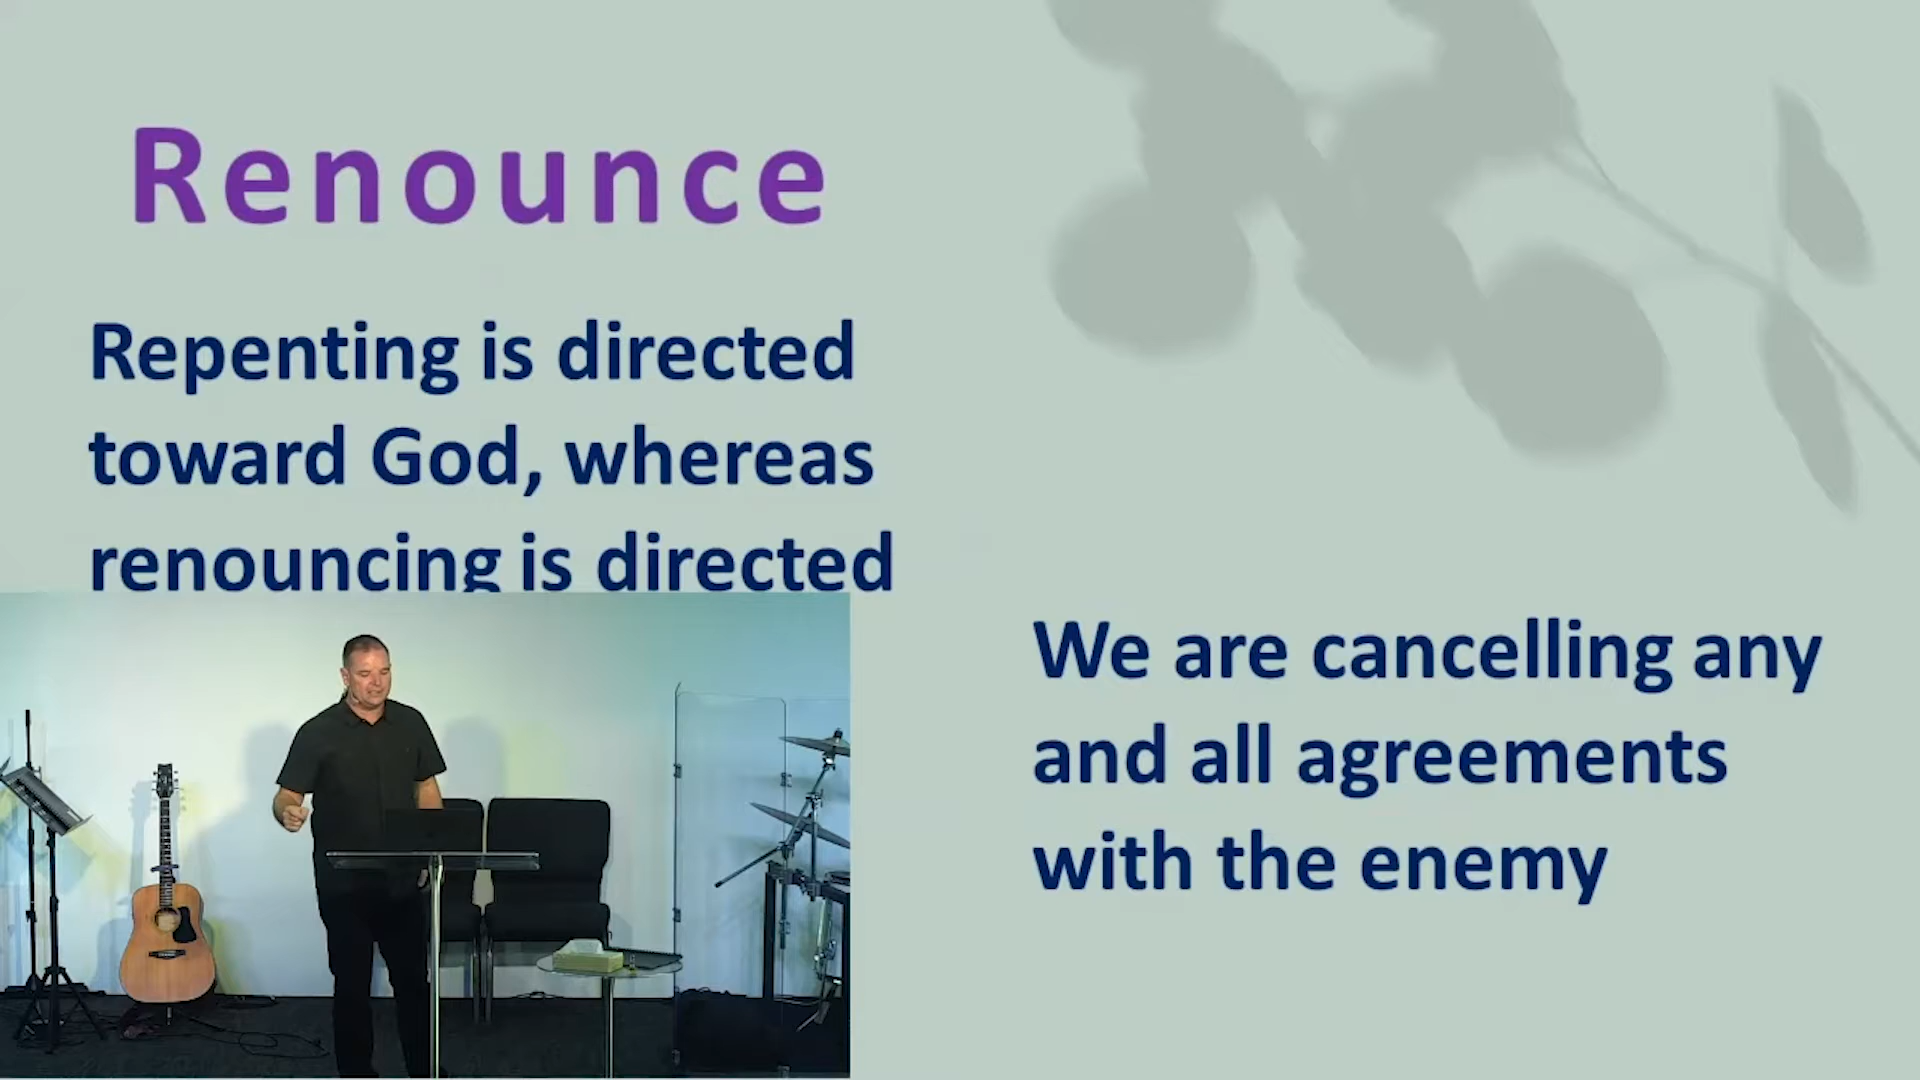 Renounce
Repenting is directed
toward God, whereas
renouncing is directed
We are cancelling any
and all agreements
with the enemy